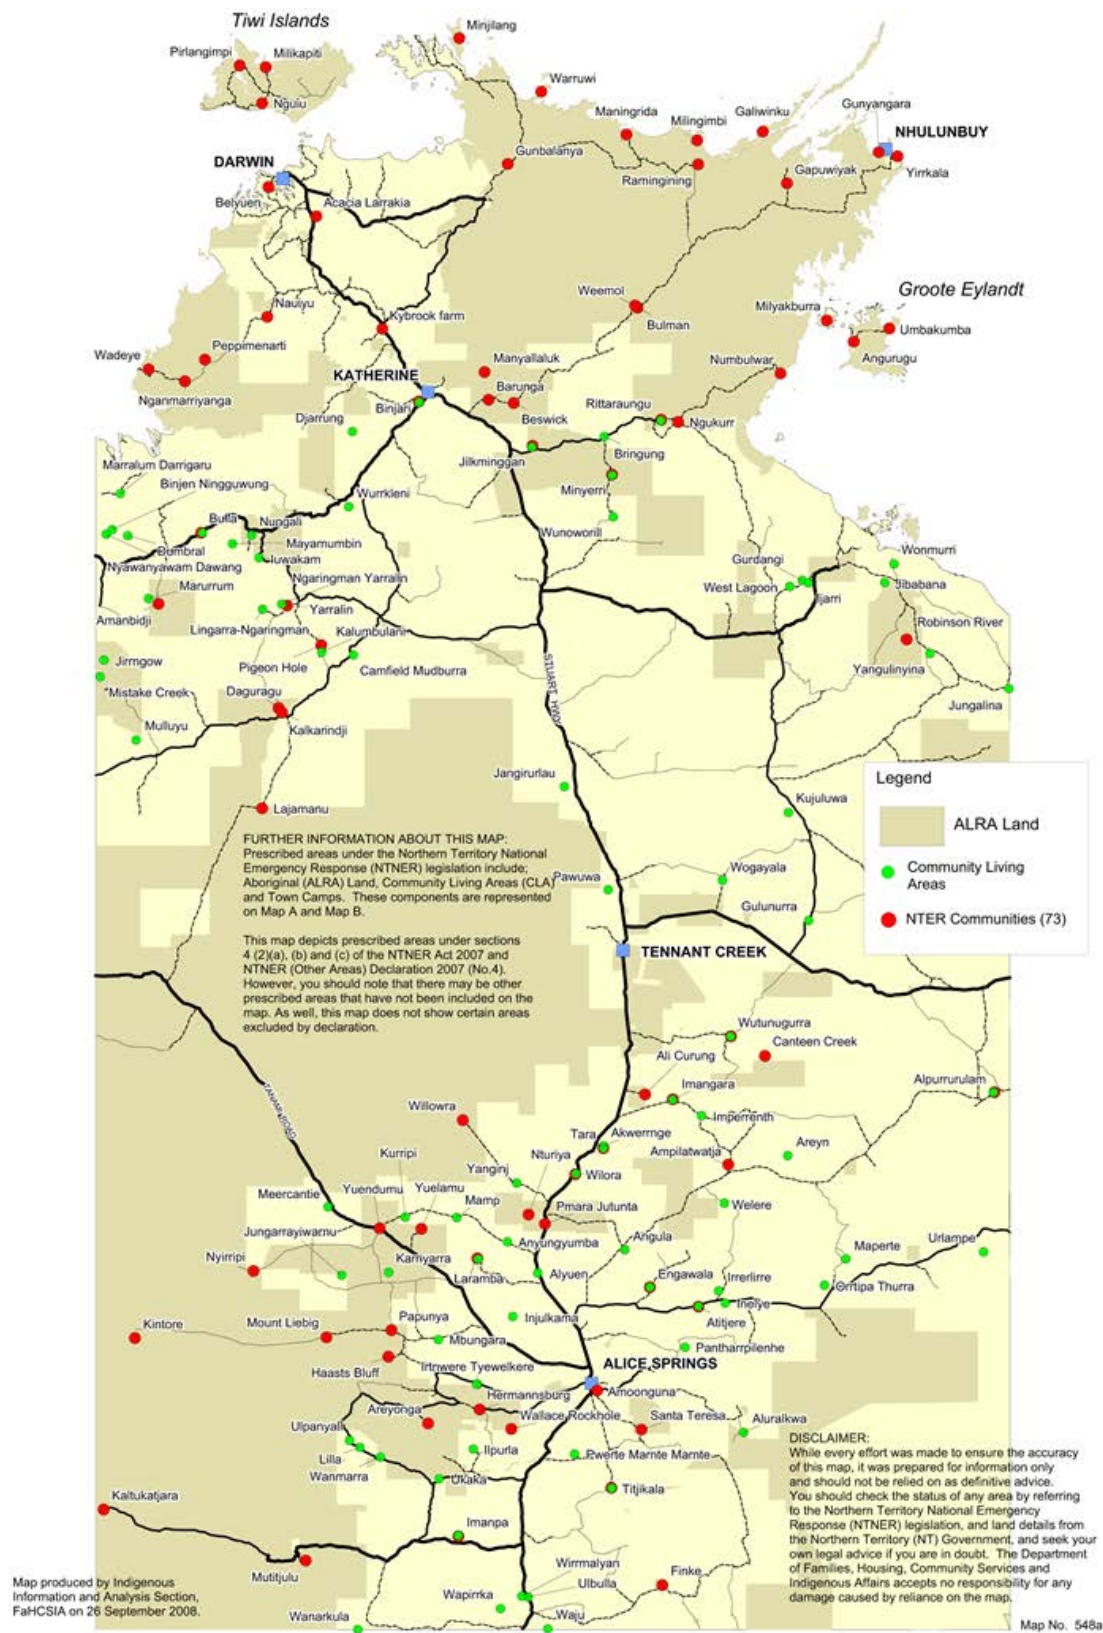 Tiwi Islands
Minjilang
Pirlangimpi
Milikapiti
Warruwi
Nguiu
Maningrida
Galiwinku
Gunyangara
Milingimbi
NHULUNBUY
DARWIN
Gunbalanya
Ramingining
Gapuwiyak
Yirrkala
Belyuen
Acacia Larrakia
Groote Eylandt
Weemol
Milyakburra
Nauiyu
Kybrook farm
Bulman
Umbakumba
Wadeye
Peppimenarti
Manyallaluk
Numbulwar
Angurugu
KATHERINE
Barunga
Nganmarriyanga
Binjari
Rittaraungu
Djarrung
Beswick
Ngukurr
Jilkminggan
Bringung
Marralum Darrigaru
Binjen Ningguwung
Minyerri
Wurrkleni
Bulla
Nungali
Wunoworill
Dumbral
Mayamumbin
Wonmurri
Nyawanyawam Dawang
Iuwakam
Gurdangi
Marurrum
Ngaringman Yarralin
West Lagoon
Jibabana
Ijarri
Amanbidji
Yarralin
Robinson River
Lingarra-Ngaringman
Kalumbulani
Jirmgow
Pigeon Hole
Camfield Mudburra
Yangulinyina
"Mistake Creek
Daguragu
STUART HWY
Jungalina
Mulluyu
Kalkarindji
Jangirurlau
Legend
Lajamanu
Kujuluwa
ALRA Land
FURTHER INFORMATION ABOUT THIS MAP:
Prescribed areas under the Northern Territory National
Emergency Response (NTNER) legislation include;
Aboriginal (ALRA) Land, Community Living Areas (CLA)
and Town Camps. These components are represented
on Map A and Map B.
Wogayala
Community Living
Areas
Pawuwa
Gulunurra
NTER Communities (73)
This map depicts prescribed areas under sections
4 (2)(a), (b) and (c) of the NTNER Act 2007 and
NTNER (Other Areas) Declaration 2007 (No.4).
However, you should note that there may be other
prescribed areas that have not been included on the
map. As well, this map does not show certain areas
excluded by declaration.
TENNANT CREEK
Wutunugurra
Canteen Creek
Ali Curung
TANAMI ROAD
Imangara
Alpurrurulam
Willowra
Imperrenth
Tara
Akwerrnge
Areyn
Kurripi
Nturiya
Ampilatwatja
Yanginj
Wilora
Meercantie
Yuendumu
Yuelamu
Mamp
Pmara Jutunta
Welere
Jungarrayiwarnu
Anyungyumba
Angula
Maperte
Urlampe
Nyirripi
Karriyarra
Laramba
Alyuen
Engawala
Irrerlirre
Orrtipa Thurra
Inelye
Atitjere
Injulkama
Kintore
Mount Liebig
Papunya
Mbungara
Pantharrpilenhe
Haasts Bluff
Irtnwere Tyewelkere
ALICE SPRINGS
Hermannsburg
Amoonguna
Areyonga
Wallace Rockhole
Santa Teresa
Aluralkwa
Ulpanyali
Ilpurla
Pwerte Marnte Marnte
Lilla
Wanmarra
Ukaka
Titjikala
Kaltukatjara
Imanpa
DISCLAIMER:
While every effort was made to ensure the accuracy
of this map, it was prepared for information only
and should not be relied on as definitive advice.
You should check the status of any area by referring
to the Northern Territory National Emergency
Response (NTNER) legislation, and land details from
the Northern Territory (NT) Government, and seek your
own legal advice if you are in doubt. The Department
of Families, Housing, Community Services and
Indigenous Affairs accepts no responsibility for any
damage caused by reliance on the map.
Mutitjulu
Wirrmalyan
Ulbulla
Finke
Wapirrka
Wanarkula
Waju
Map produced by Indigenous
Information and Analysis Section,
FaHCSIA on 26 September 2008.
Map No. 548a